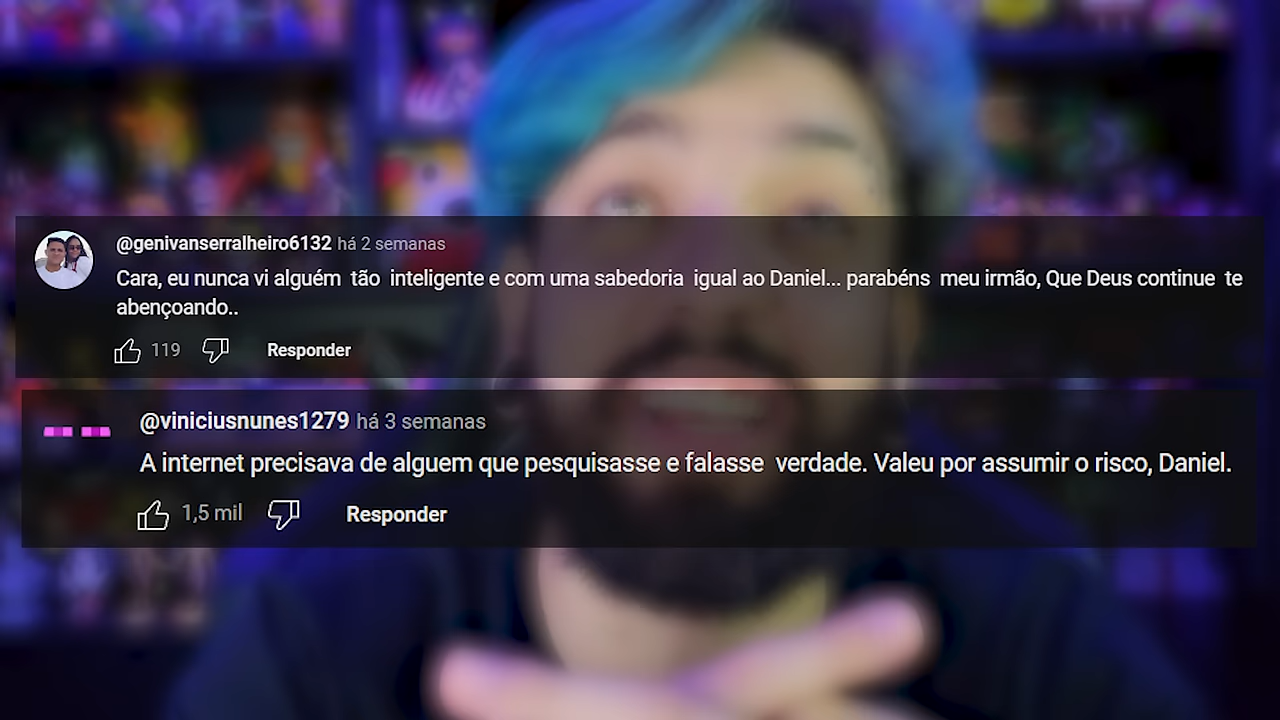 @genivanserralheiro6132 há 2 semanas
Cara, eu nunca vi alguém tão inteligente e com uma sabedoria igual ao Daniel... parabéns meu irmão, Que Deus continue te
abençoando..
119 Responder
@viniciusnunes1279 há 3 semanas
A internet precisava de alguem que pesquisasse e falasse verdade. Valeu por assumir o risco, Daniel.
1,5 mil Responder